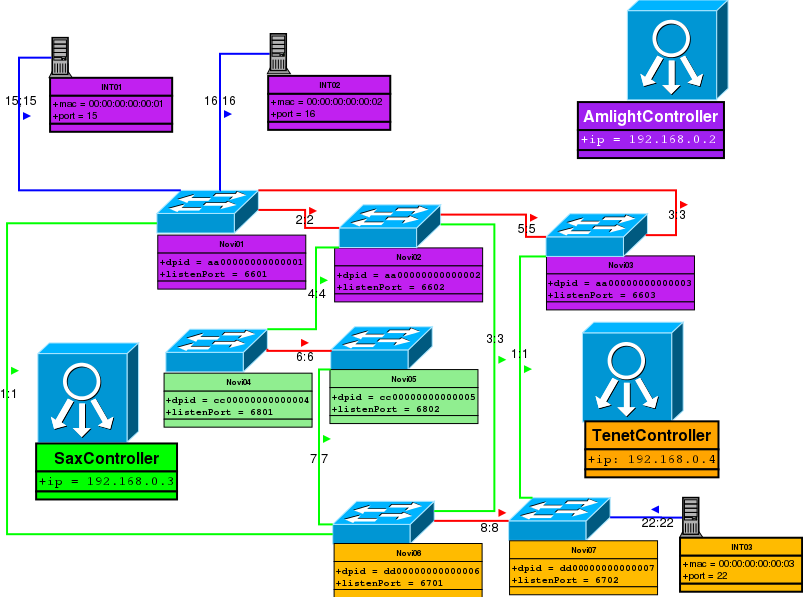 INT01
+mac = 00:00:00:00:00:01
+port = 15
INT02
+mac = 00:00:00:00:00:02
+port = 16
AmlightController
+ip = 192.168.0.2
15:15
16:16
2:2
5:5
3:3
Novi01
+dpid = aa00000000000001
+listenPort = 6601
Novi02
+dpid = aa00000000000002
+listenPort = 6602
Novi03
+dpid = aa00000000000003
+listenPort = 6603
4:4
6:6
3:3
1:1
1:1
Novi04
+dpid = cc00000000000004
+listenPort = 6801
Novi05
+dpid = cc00000000000005
+listenPort = 6802
SaxController
+ip = 192.168.0.3
TenetController
+ip: 192.168.0.4
7:7
8:8
22:22
Novi06
+dpid = dd00000000000006
+listenPort = 6701
Novi07
+dpid = dd00000000000007
+listenPort = 6702
INT03
+mac = 00:00:00:00:00:03
+port = 22